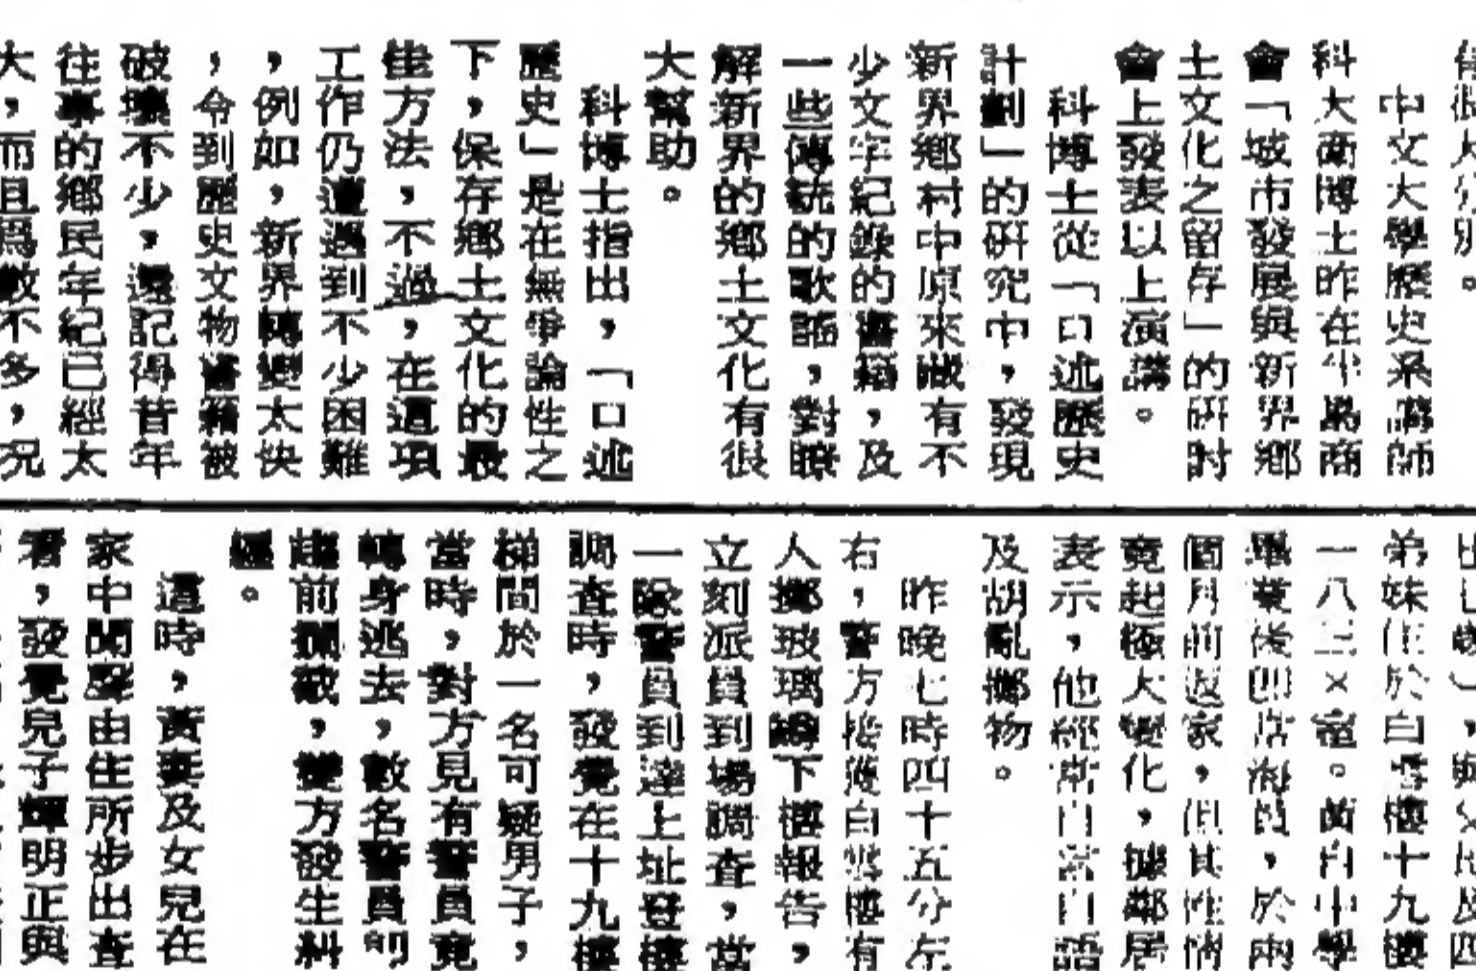 中文大學歷史系講師
科大衞博士昨在半島商
會「城市發展與新界鄉
土文化之留存」的研討
會上發表以上演講。
科博士從「口述歷史
計劃」的研究中，發現
新界鄉村中原來藏有不
少文字紀錄的書籍，及
一些傳統的歌謠，對瞭
解新界的鄉土文化有很
大幫助。
科博士指出，「口述
歷史」是在無爭論性之
下，保存鄉土文化的最
佳方法，不過，在這項
工作仍遭遇到不少困難
，例如，新界轉變太快
，令到歷史文物書籍被
破壞不少，還記得昔年
往事的鄉民年紀已經太
大，而且爲數不多，況
弟妹住於白雲樓十九樓
一八三×室。黃自中學
畢業後即當海員，於兩
個月前返家，但其性情
竟起極大變化，據鄰居
表示，他經常自言自語
及胡亂擲物。
昨晚七時四十五分左
右，警方接獲白雲樓有
人擲玻璃樽下樓報告，
立刻派員到場調查，當
一隊警員到達上址登樓
調查時，發覺在十九樓
梯間於一名可疑男子，
當時，對方見有警員竟
轉身逃去，數名警員即
趨前攔截，雙方發生糾
纏。
這時，黃妻及女兒在
家中聞聲由住所步出查
看，發覺兒子輝明正與